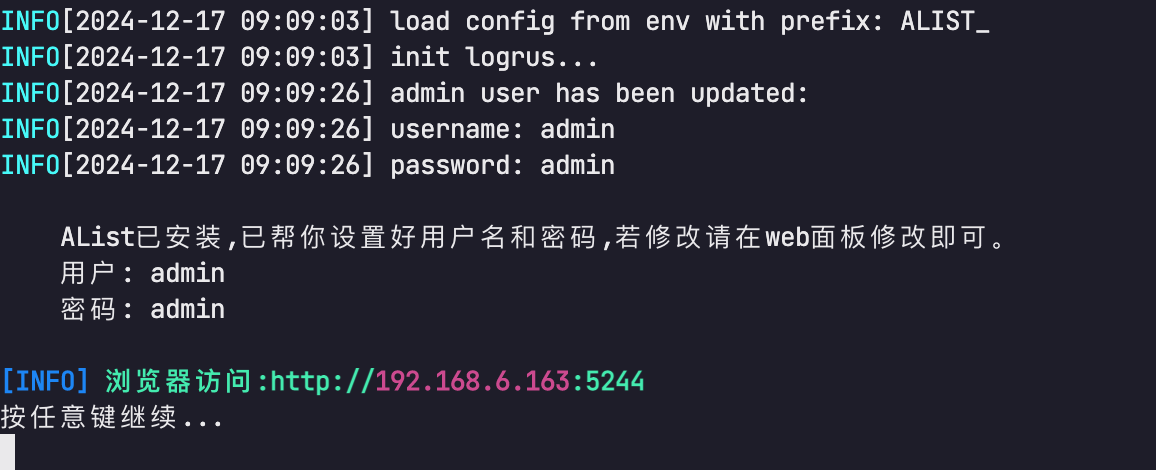 INFO[2024-12-17 09:09:03] load config from env with prefix: ALIST_
INFO[2024-12-17 09:09:03] init logrus...
INFO[2024-12-17 09:09:26] admin user has been updated:
INFO[2024-12-17 09:09:26] username: admin
INFO[2024-12-17 09:09:26] password: admin
AList已安装,已帮你设置好用户名和密码,若修改请在web面板修改即可。
用户: admin
密码: admin
[INFO] 浏览器访问:http://192.168.6.163:5244
按任意键继续...